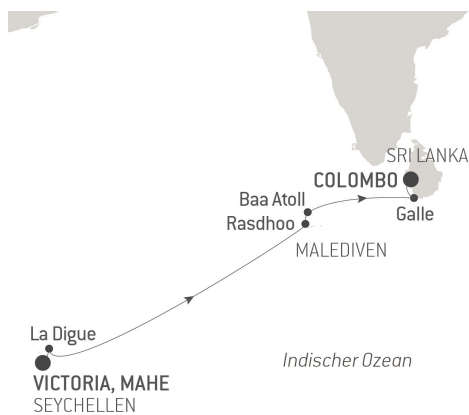 SRI LANKA
COLOMBO
Galle
Baa Atoll
Rasdhoo
MALEDIVEN
La Digue
VICTORIA, MAHE
SEYCHELLEN
Indischer Ozean